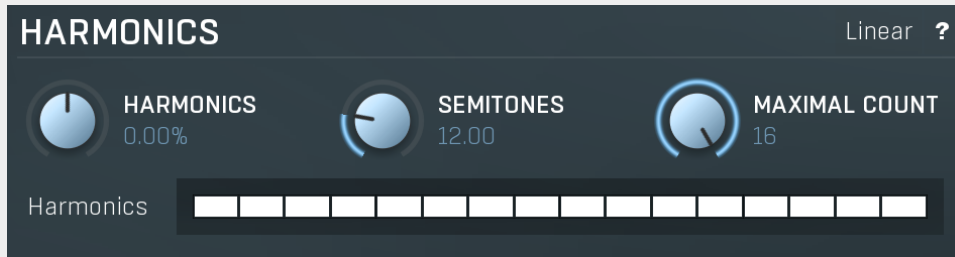 HARMONICS
Linear ?
HARMONICS
0.00%
SEMITONES
12.00
MAXIMAL COUNT
16
Harmonics